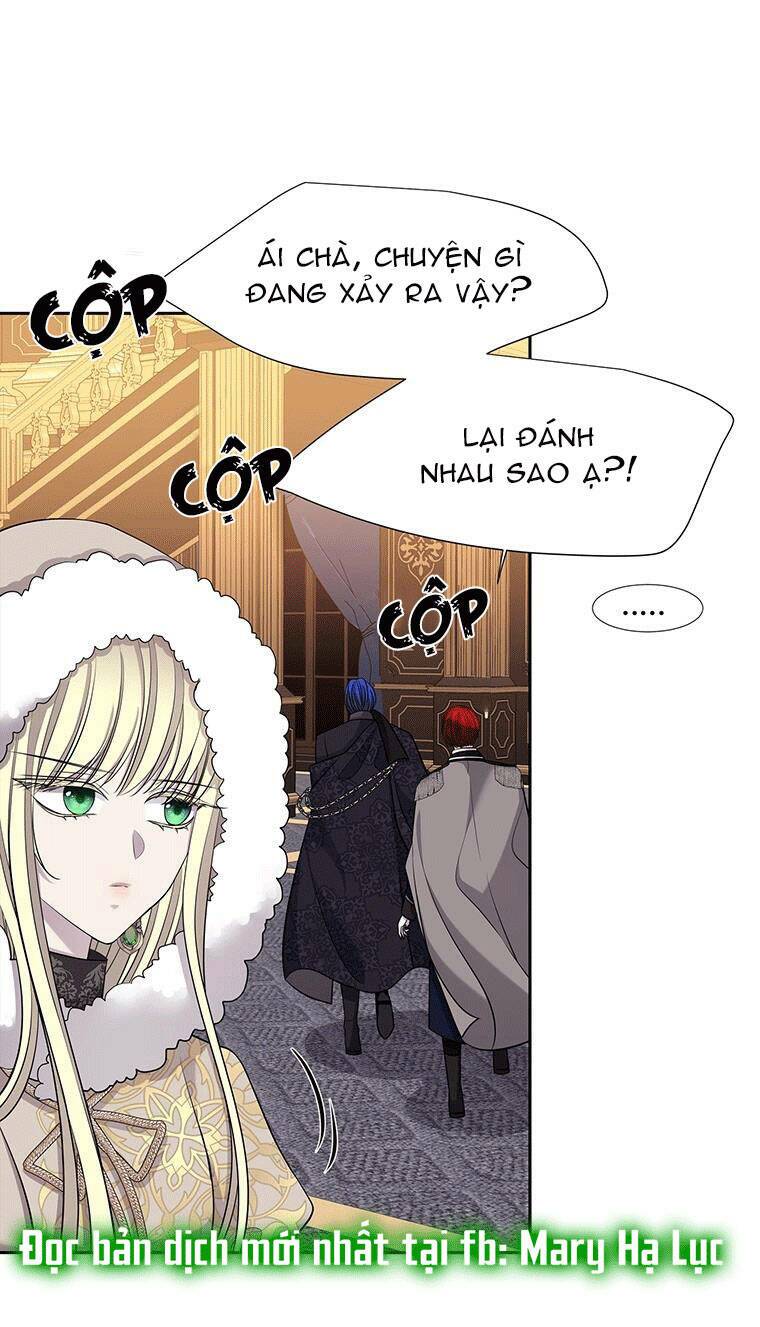 ÁI CHÀ, CHUYỆN GÌ
ĐANG XẢY RA VẬY?
CỘP
LẠI ĐÁNH
NHAU SAO Ạ?!
CỘP
.....
CỘP
Đọc bản dịch mới nhất tại fb: Mary Hạ Lục